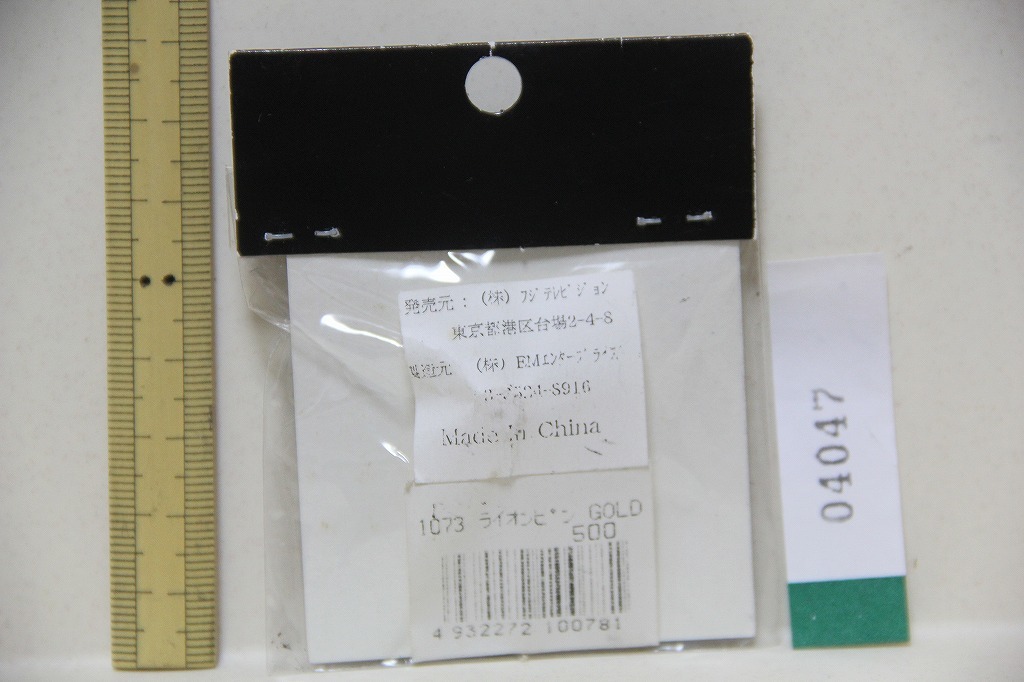 発売元：（株）ﾌｼﾞﾃﾚﾋﾞｼﾞｮﾝ
東京都港区台場2-4-8
製造元 （株）EMｴﾝﾀｰﾌﾟﾗｲｽﾞ
Made In China
1073 ライオンピン GOLD
500
4 932272 100781
04047